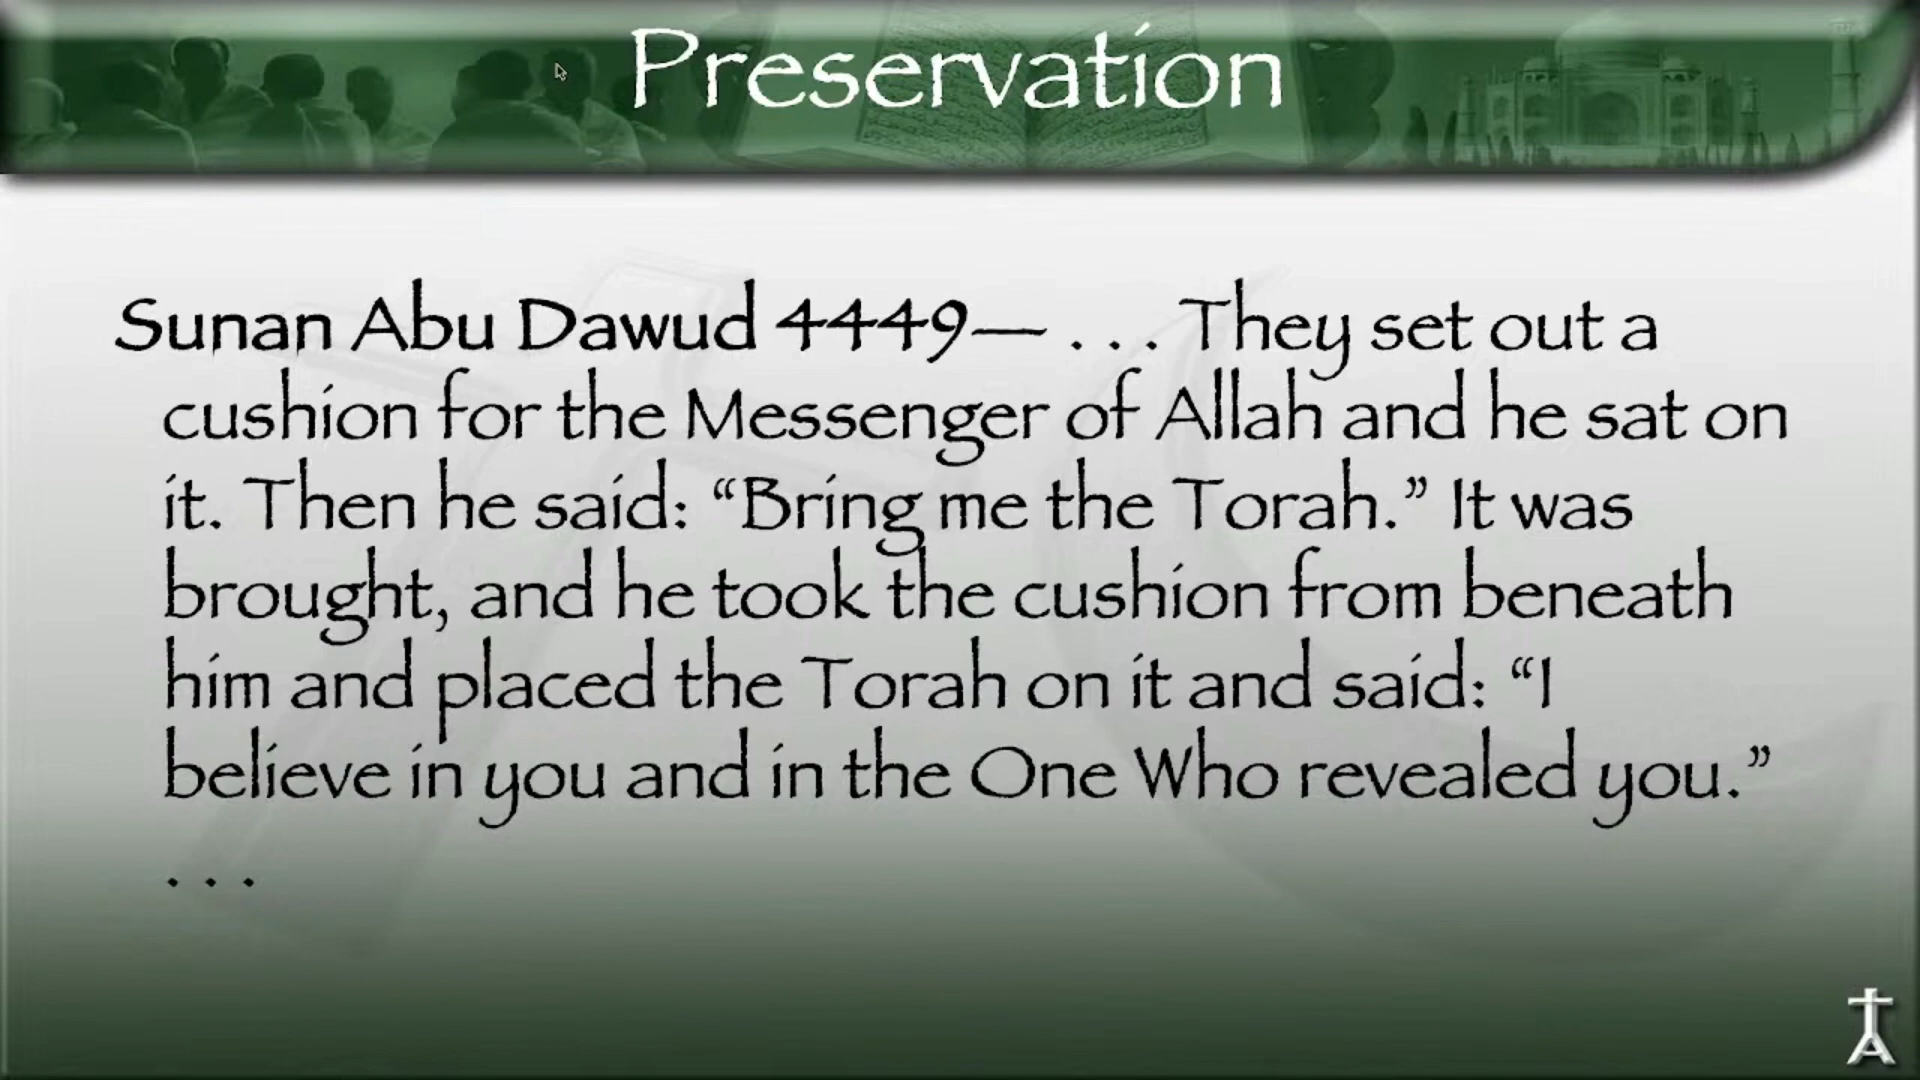 Preservation
Sunan Abu Dawud 4449— . . . They set out a
cushion for the Messenger of Allah and he sat on
it. Then he said: “Bring me the Torah.” It was
brought, and he took the cushion from beneath
him and placed the Torah on it and said: “I
believe in you and in the One Who revealed you.”
. . .